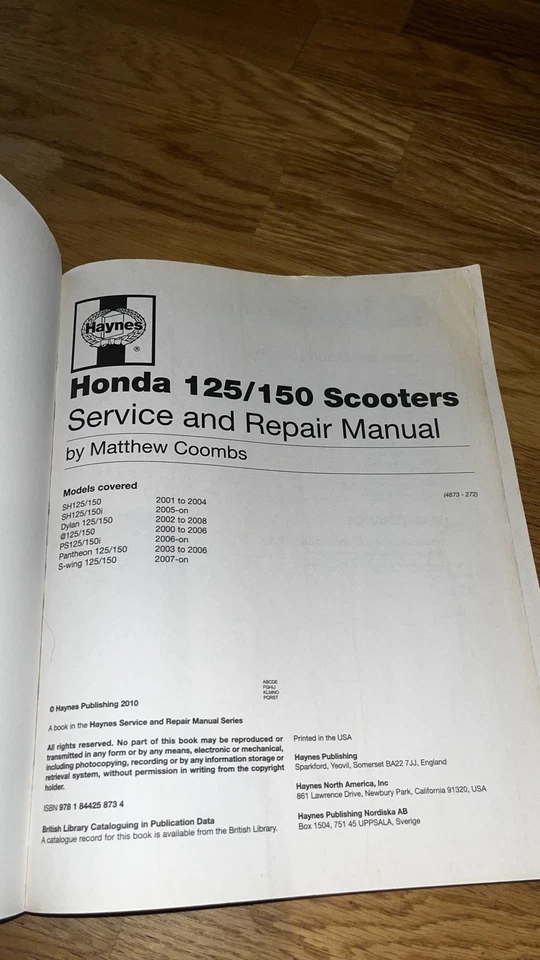 Haynes
®
Honda 125/150 Scooters
Service and Repair Manual
by Matthew Coombs
Models covered
SH125/150 2001 to 2004
SH125/150i 2005-on
Dylan 125/150 2002 to 2008
@125/150 2000 to 2006
PS125/150i 2006-on
Pantheon 125/150 2003 to 2006
S-wing 125/150 2007-on
(4873 - 272)
ABCDE
FGHIJ
KLMNO
PQRST
© Haynes Publishing 2010
A book in the Haynes Service and Repair Manual Series
All rights reserved. No part of this book may be reproduced or
transmitted in any form or by any means, electronic or mechanical,
including photocopying, recording or by any information storage or
retrieval system, without permission in writing from the copyright
holder.
ISBN 978 1 84425 873 4
British Library Cataloguing in Publication Data
A catalogue record for this book is available from the British Library.
Printed in the USA
Haynes Publishing
Sparkford, Yeovil, Somerset BA22 7JJ, England
Haynes North America, Inc
861 Lawrence Drive, Newbury Park, California 91320, USA
Haynes Publishing Nordiska AB
Box 1504, 751 45 UPPSALA, Sverige